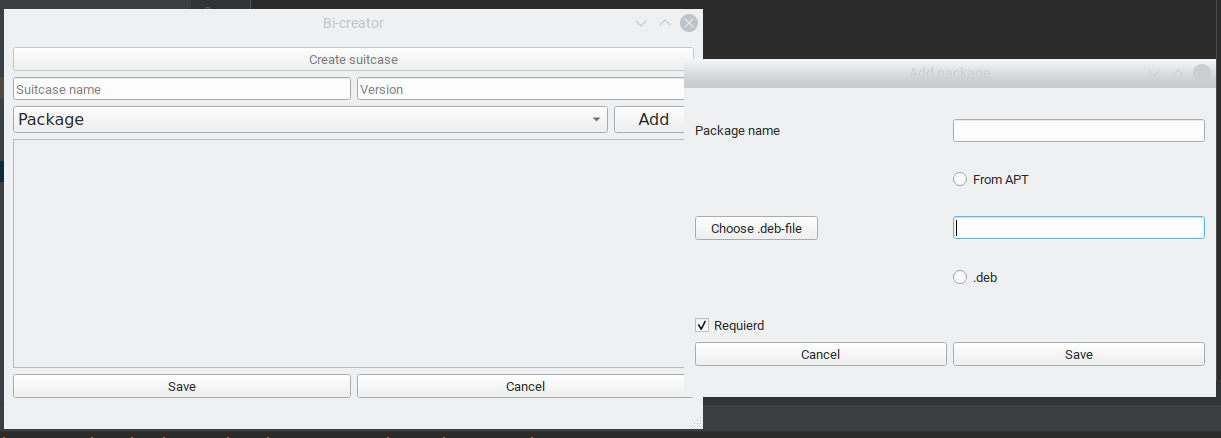 Bi-creator
Create suitcase
Suitcase name
Version
Package
Add
Save
Cancel
Add package
Package name
From APT
Choose .deb-file
.deb
Requierd
Cancel
Save